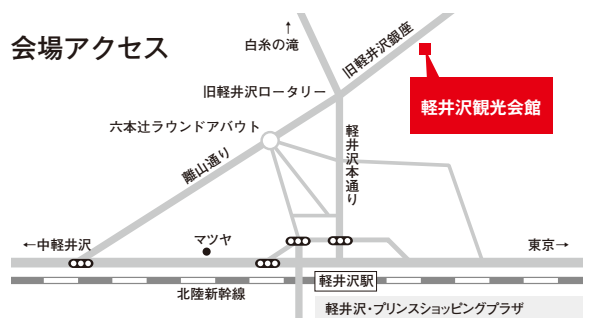 会場アクセス
↑
白糸の滝
旧軽井沢銀座
旧軽井沢ロータリー
軽井沢観光会館
六本辻ラウンドアバウト
軽井沢本通り
離山通り
←中軽井沢
マツヤ
東京→
軽井沢駅
北陸新幹線
軽井沢・プリンスショッピングプラザ